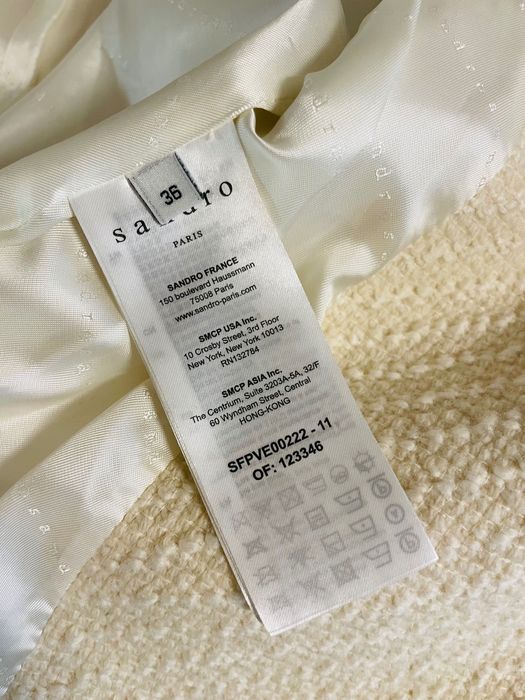 36
sandro
PARIS
SANDRO FRANCE
150 boulevard Haussmann
75008 Paris
www.sandro-paris.com
SMCP USA Inc.
10 Crosby Street, 3rd Floor
New York, New York 10013
RN132784
SMCP ASIA Inc.
The Centrium, Suite 3203A-5A, 32/F
60 Wyndham Street, Central
HONG-KONG
SFPVE00222 - 11
OF: 123346